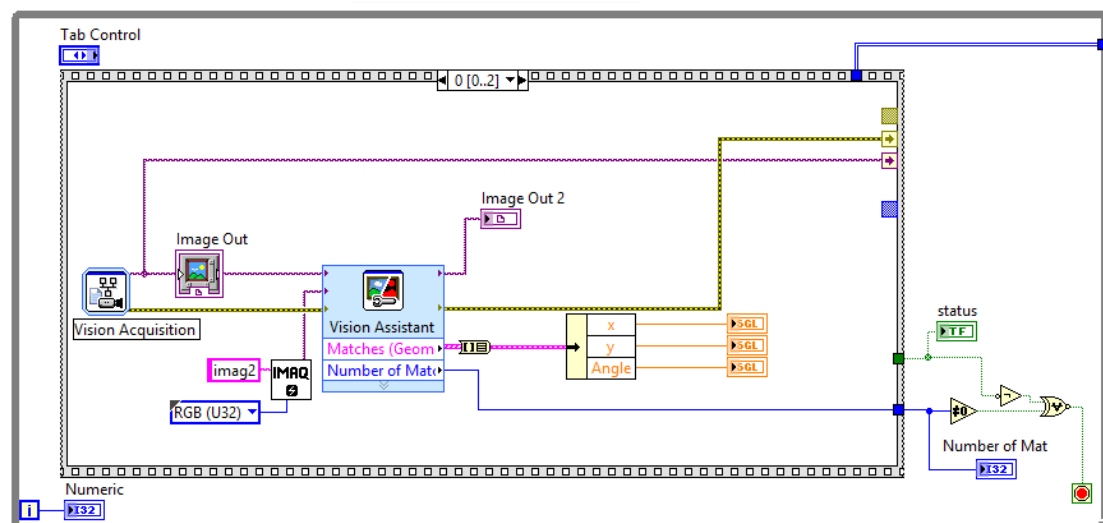 Tab Control
0 [0..2]
Image Out 2
Image Out
Vision Acquisition
Vision Assistant
Matches (Geom
Number of Mat
imag2
IMAQ
RGB (U32)
x
y
Angle
SGL
SGL
SGL
status
TF
≠0
Number of Mat
I32
Numeric
i
I32